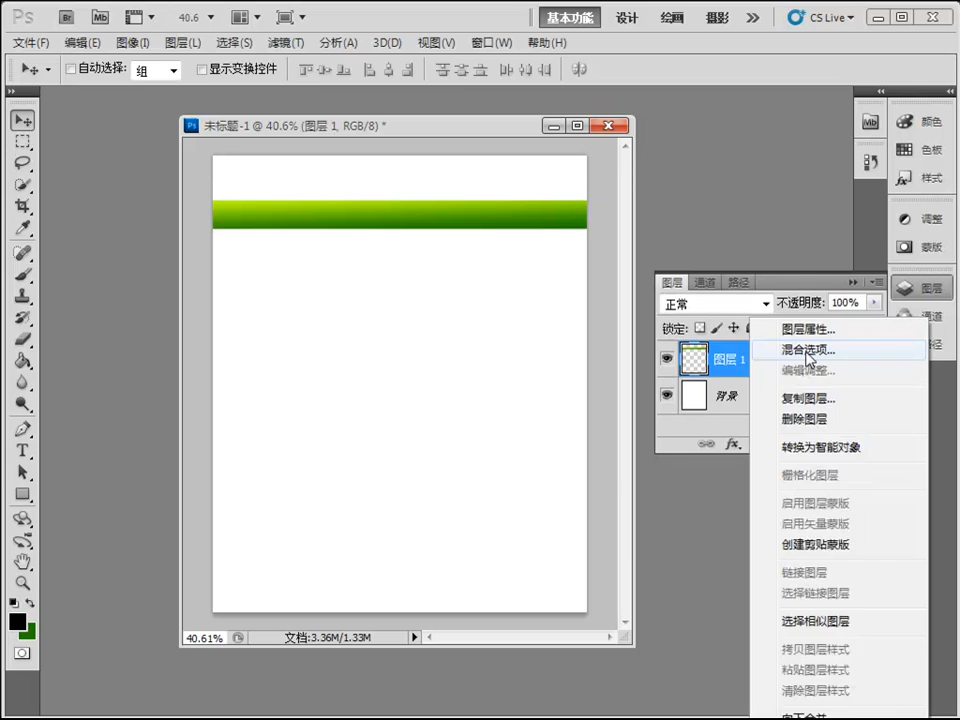 Ps Br Mb 40.6 基本功能 设计 绘画 摄影 CS Live
文件(F) 编辑(E) 图像(I) 图层(L) 选择(S) 滤镜(T) 分析(A) 3D(D) 视图(V) 窗口(W) 帮助(H)
自动选择: 组 显示变换控件
Ps 未标题-1 @ 40.6% (图层 1, RGB/8) *
Mb 颜色
色板
样式
调整
蒙版
图层 通道 路径
图层
正常 不透明度: 100%
通道
锁定:
图层 1
背景
fx.
图层属性...
混合选项...
编辑调整...
复制图层...
删除图层
转换为智能对象
栅格化图层
启用图层蒙版
启用矢量蒙版
创建剪贴蒙版
链接图层
选择链接图层
选择相似图层
拷贝图层样式
粘贴图层样式
清除图层样式
向下合并
T
40.61% 文档:3.36M/1.33M